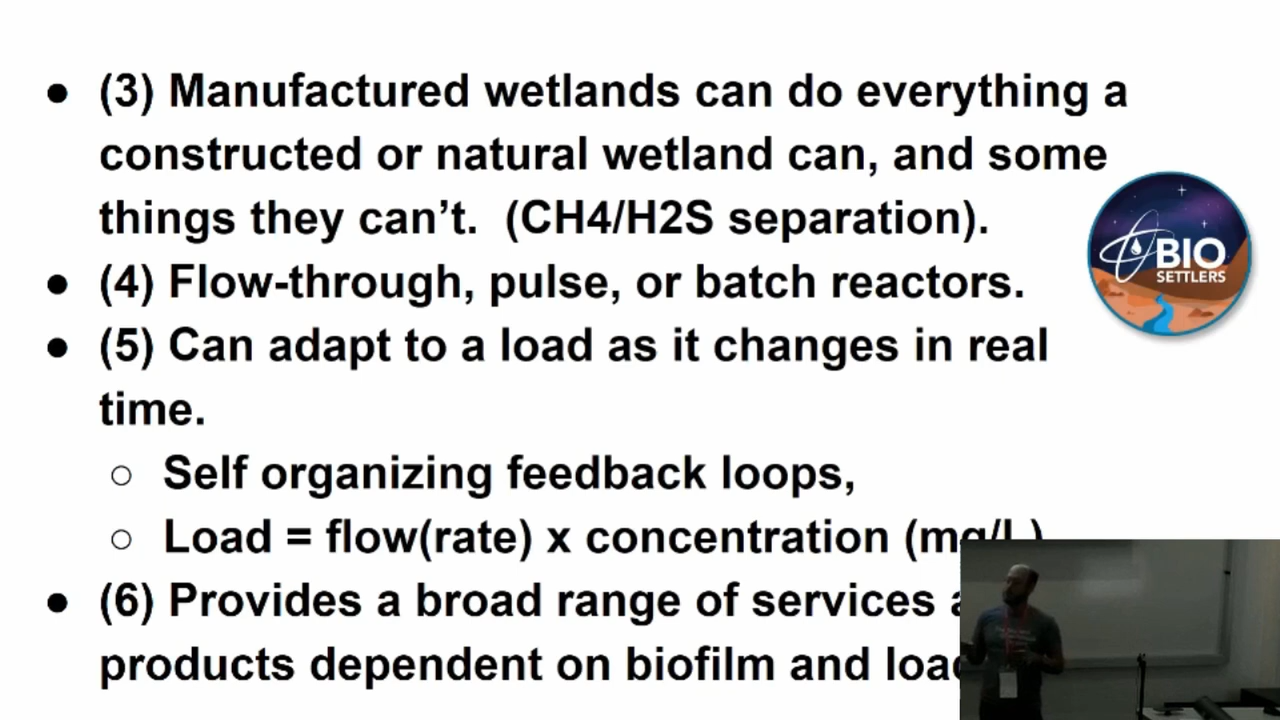 ● (3) Manufactured wetlands can do everything a
constructed or natural wetland can, and some
things they can’t. (CH4/H2S separation).
● (4) Flow-through, pulse, or batch reactors.
● (5) Can adapt to a load as it changes in real
time.
○ Self organizing feedback loops,
○ Load = flow(rate) x concentration (mg/L)
● (6) Provides a broad range of services
products dependent on biofilm and
BIO
SETTLERS